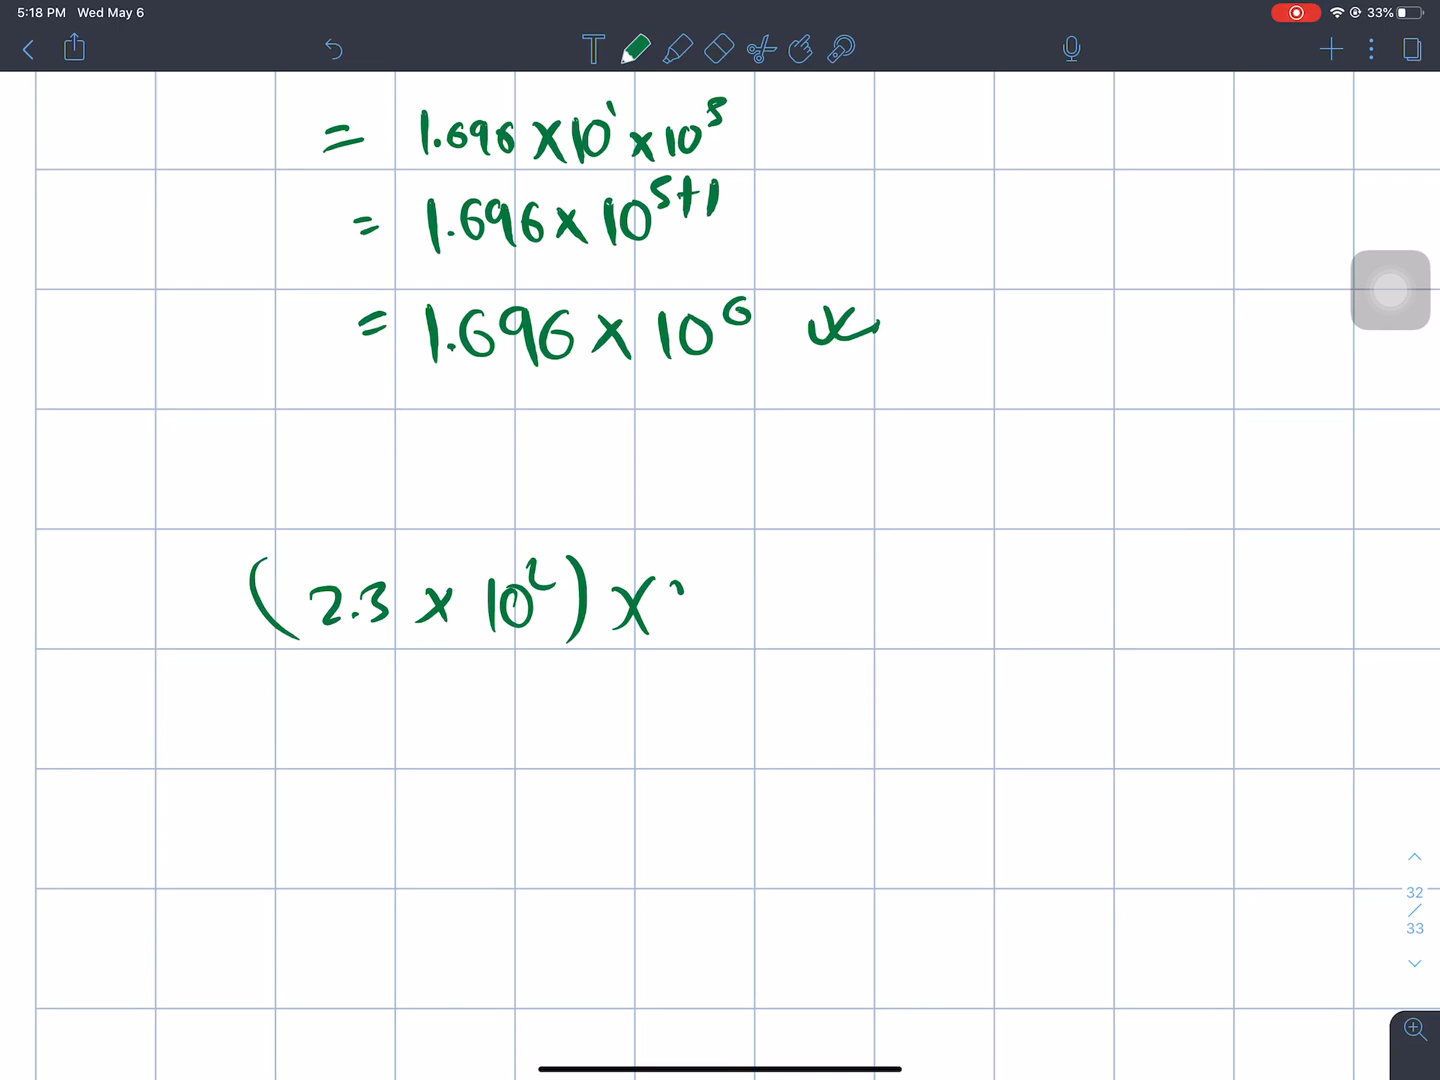 5:18 PM Wed May 6
33%
= 1.696 × 10¹ × 10⁵
= 1.696 × 10⁵⁺¹
= 1.696 × 10⁶
(2.3 × 10²) ×
32
/
33